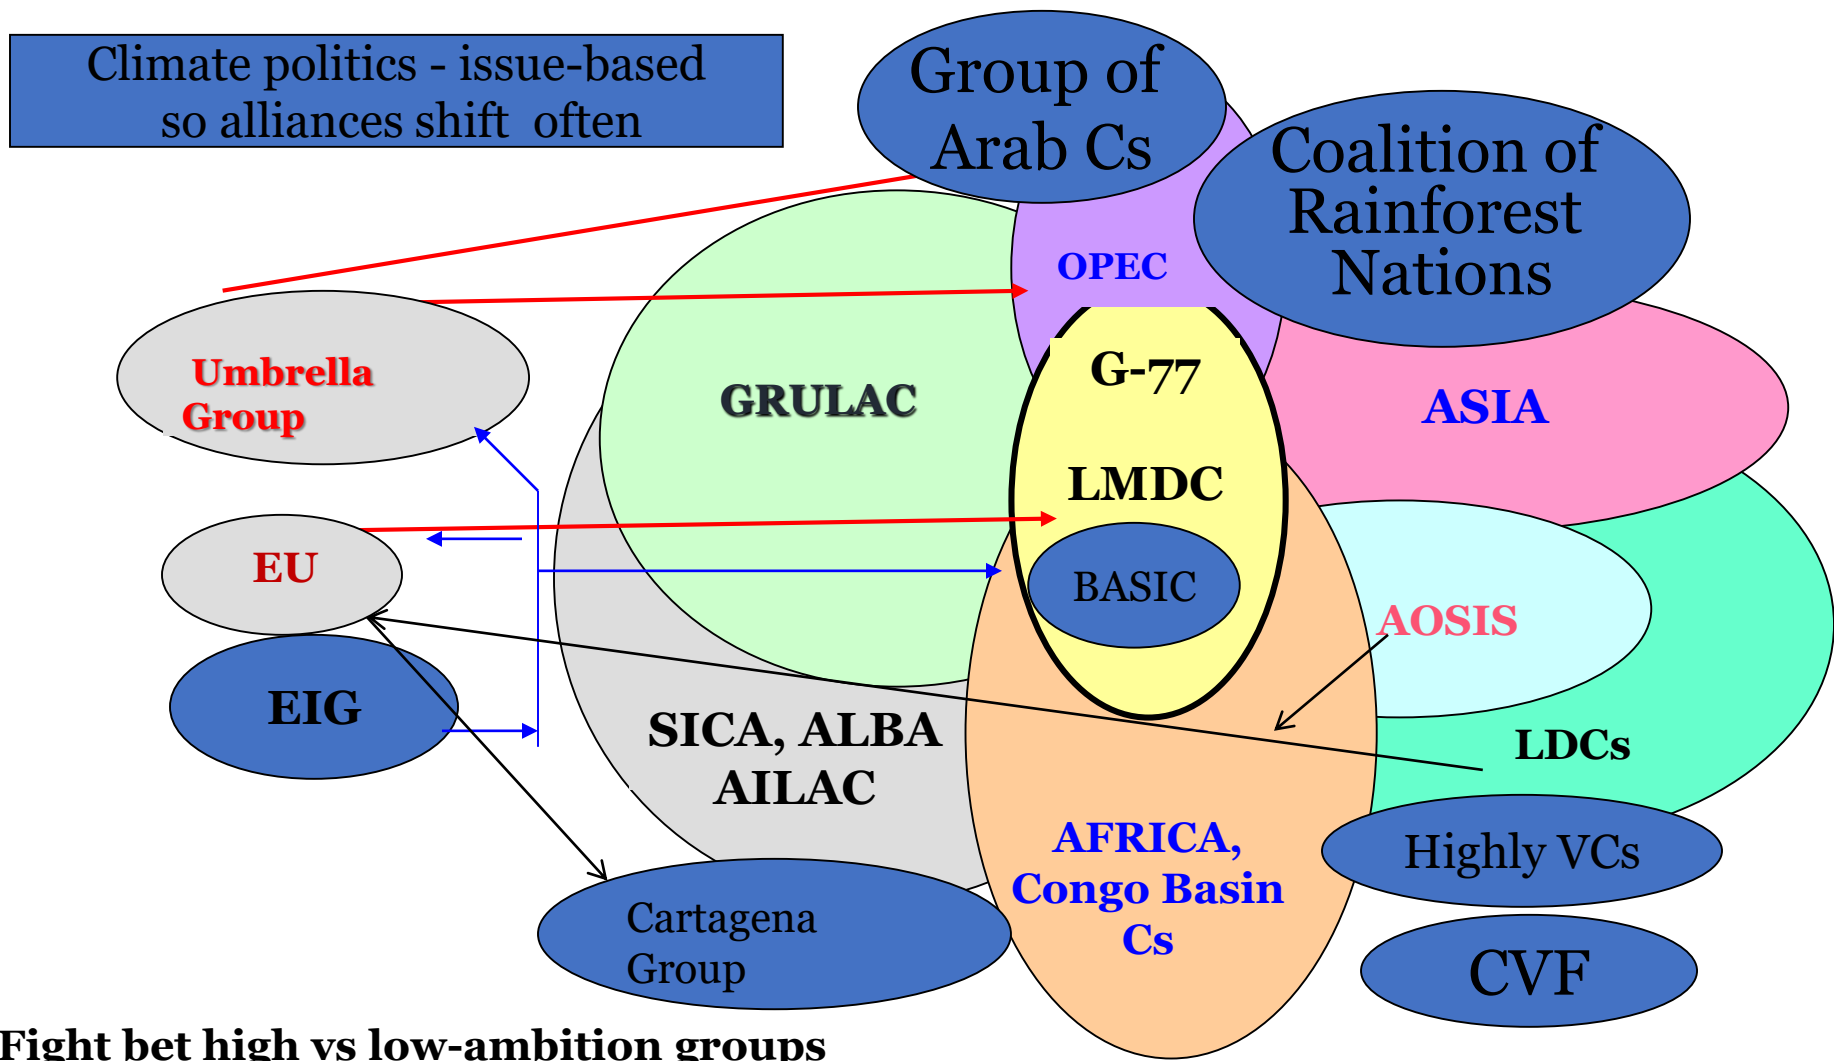 Climate politics - issue-based
so alliances shift often
Group of
Arab Cs
Coalition of
Rainforest
Nations
OPEC
Umbrella
Group
GRULAC
G-77
ASIA
LMDC
EU
BASIC
AOSIS
EIG
SICA, ALBA
AILAC
LDCs
AFRICA,
Congo Basin
Cs
Highly VCs
Cartagena
Group
CVF
Fight bet high vs low-ambition groups